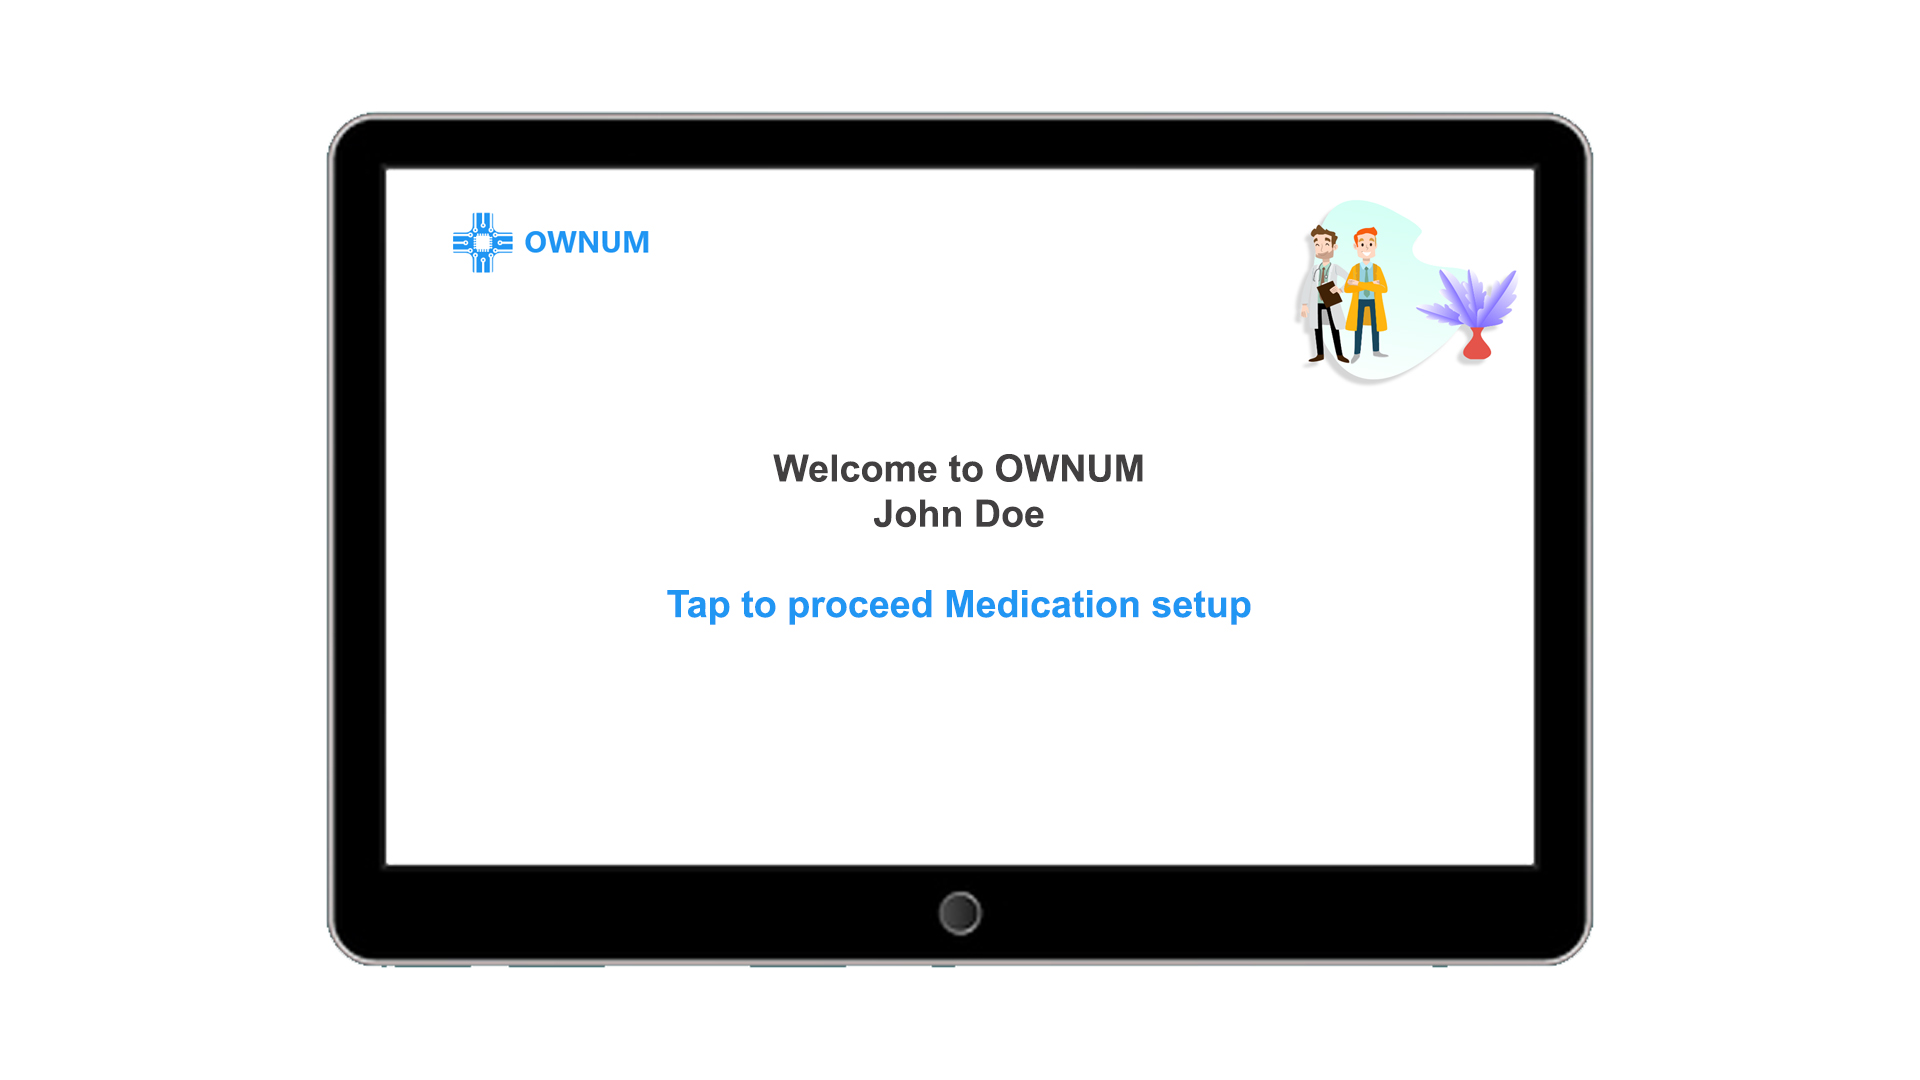 OWNUM
Welcome to OWNUM
John Doe
Tap to proceed Medication setup